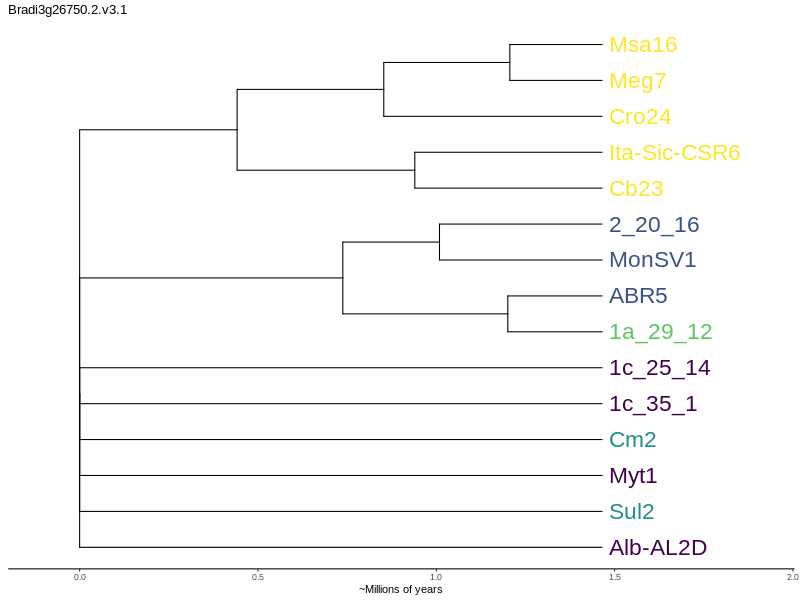 Bradi3g26750.2.v3.1
Msa16
Meg7
Cro24
Ita-Sic-CSR6
Cb23
2_20_16
MonSV1
ABR5
1a_29_12
1c_25_14
1c_35_1
Cm2
Myt1
Sul2
Alb-AL2D
0.0 0.5 1.0 1.5 2.0
~Millions of years